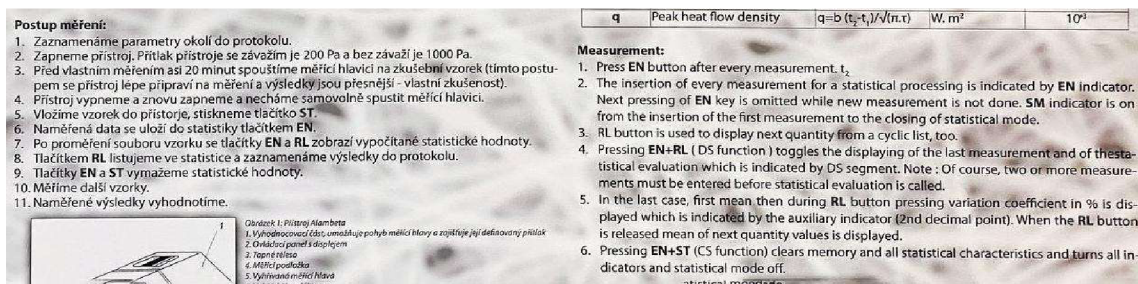 Postup měření:
1. Zaznamenáme parametry okolí do protokolu.
2. Zapneme přístroj. Přítlak přístroje se závažím je 200 Pa a bez závaží je 1000 Pa.
3. Před vlastním měřením asi 20 minut spouštíme měřící hlavici na zkušební vzorek (tímto postu-
pem se přístroj lépe připraví na měření a výsledky jsou přesnější - vlastní zkušenost).
4. Přístroj vypneme a znovu zapneme a necháme samovolně spustit měřící hlavici.
5. Vložíme vzorek do přístorje, stiskneme tlačítko ST.
6. Naměřená data se uloží do statistiky tlačítkem EN.
7. Po proměření souboru vzorku se tlačítky EN a RL zobrazí vypočítané statistické hodnoty.
8. Tlačítkem RL listujeme ve statistice a zaznamenáme výsledky do protokolu.
9. Tlačítky EN a ST vymažeme statistické hodnoty.
10. Měříme další vzorky.
11. Naměřené výsledky vyhodnotíme.
1
Obrázek 1: Přístroj Alambeta
1. Vyhodnocovací část, umožňuje pohyb měřící hlavy a zajišťuje její definovaný přítlak
2. Ovládací panel s displejem
3. Topné těleso
4. Měřící podložka
5. Vyhřívaná měřící hlava
q Peak heat flow density q=b (t₂-t₁)/√(π.τ) W. m² 10⁺³
Measurement:
1. Press EN button after every measurement. t₂
2. The insertion of every measurement for a statistical processing is indicated by EN indicator.
Next pressing of EN key is omitted while new measurement is not done. SM indicator is on
from the insertion of the first measurement to the closing of statistical mode.
3. RL button is used to display next quantity from a cyclic list, too.
4. Pressing EN+RL ( DS function ) toggles the displaying of the last measurement and of thesta-
tistical evaluation which is indicated by DS segment. Note : Of course, two or more measure-
ments must be entered before statistical evaluation is called.
5. In the last case, first mean then during RL button pressing variation coefficient in % is dis-
played which is indicated by the auxiliary indicator (2nd decimal point). When the RL button
is released mean of next quantity values is displayed.
6. Pressing EN+ST (CS function) clears memory and all statistical characteristics and turns all in-
dicators and statistical mode off.